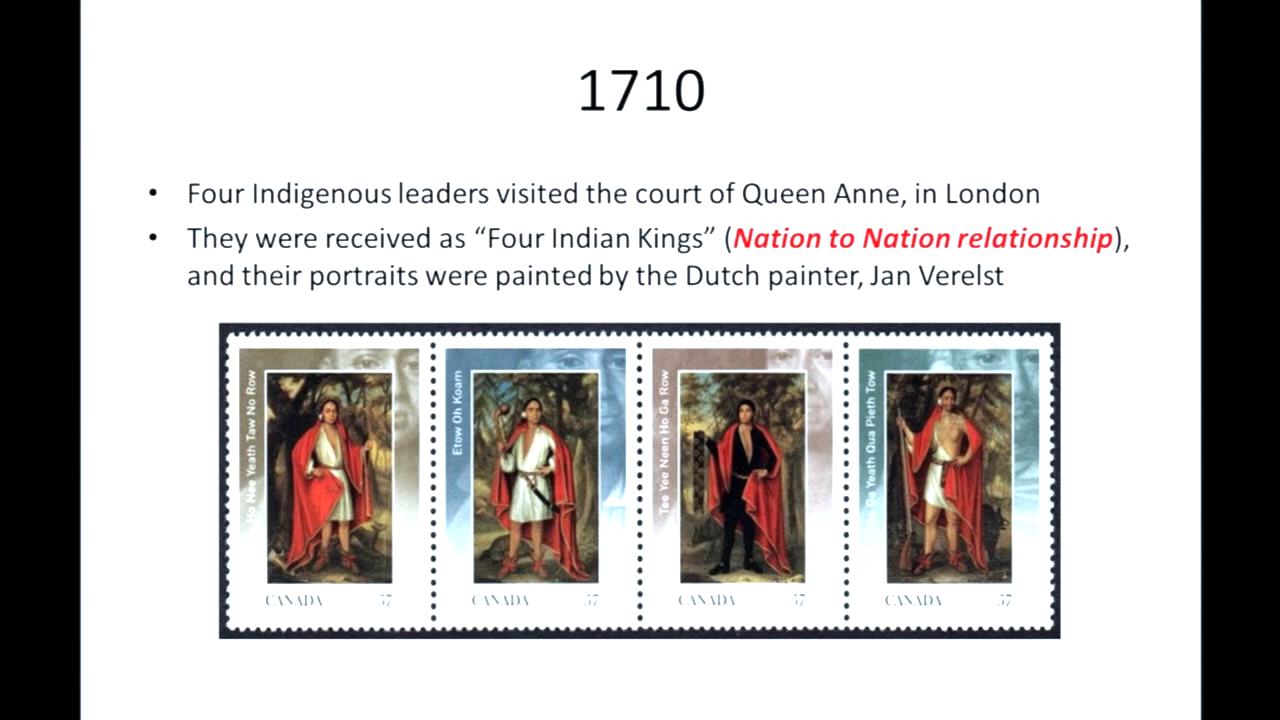 1710
• Four Indigenous leaders visited the court of Queen Anne, in London
• They were received as “Four Indian Kings” (Nation to Nation relationship),
and their portraits were painted by the Dutch painter, Jan Verelst
Ho Nee Yeath Taw No Row
Etow Oh Koam
Tee Yee Neen Ho Ga Row
Ga Yeath Qua Pieth Tow
CANADA 57
CANADA 57
CANADA 57
CANADA 57